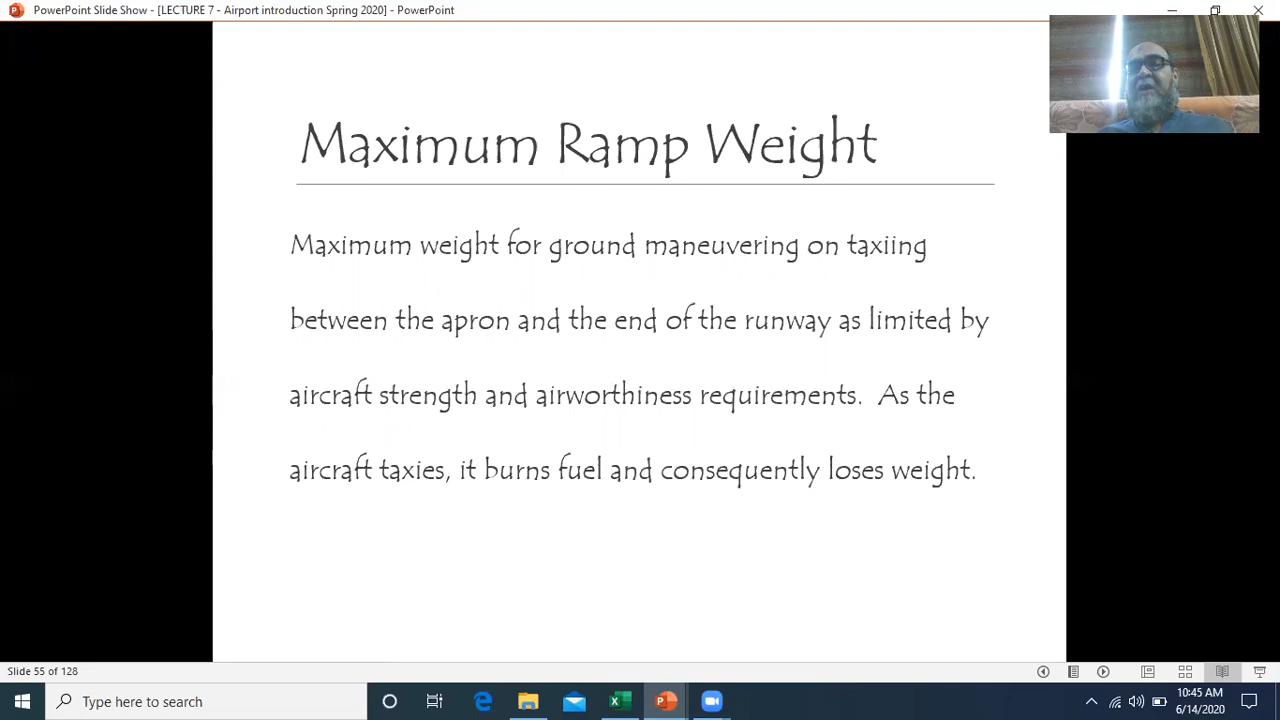 PowerPoint Slide Show - [LECTURE 7 - Airport introduction Spring 2020] - PowerPoint
Maximum Ramp Weight
Maximum weight for ground maneuvering on taxiing
between the apron and the end of the runway as limited by
aircraft strength and airworthiness requirements.  As the
aircraft taxies, it burns fuel and consequently loses weight.
Slide 55 of 128
Type here to search
10:45 AM
6/14/2020